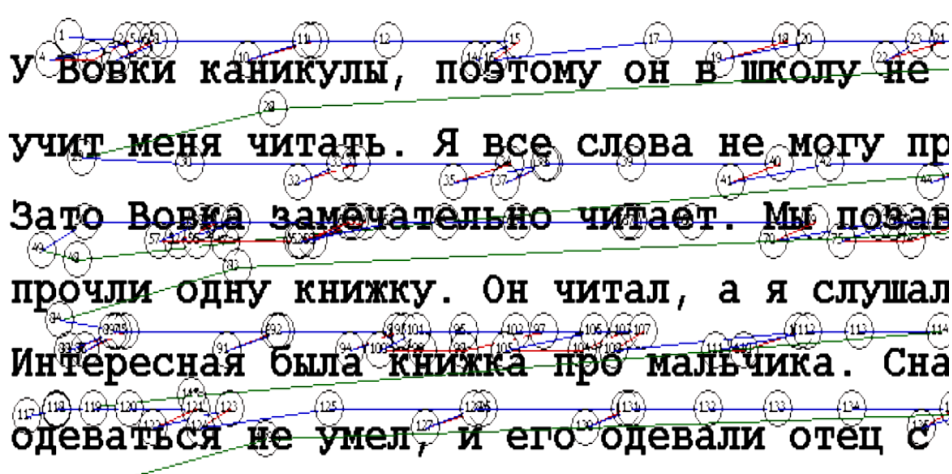 У Вовки каникулы, поэтому он в школу не
учит меня читать. Я все слова не могу пр
Зато Вовка замечательно читает. Мы позав
прочли одну книжку. Он читал, а я слушал
Интересная была книжка про мальчика. Сна
одеваться не умел, и его одевали отец с